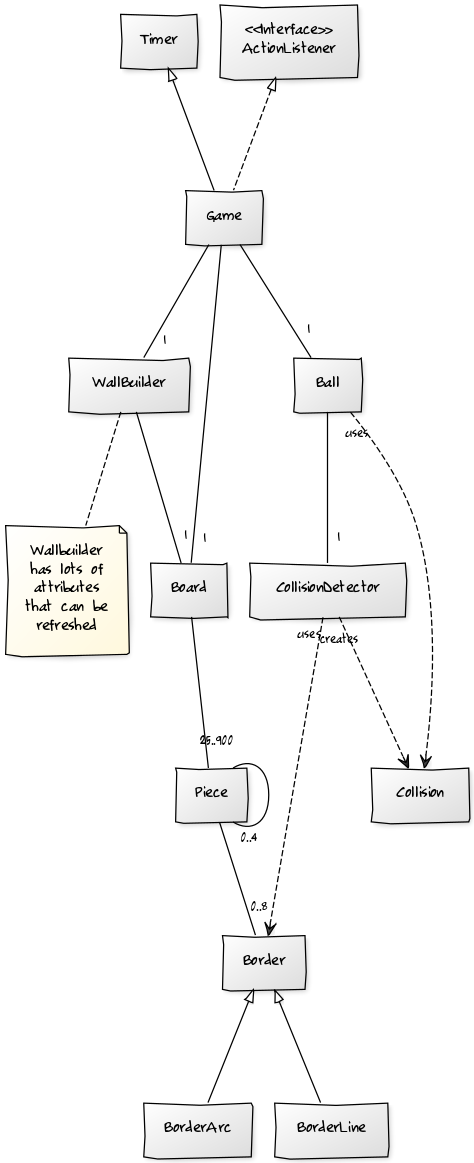 Timer
<<Interface>>
ActionListener
Game
1
1
WallBuilder
Ball
uses
Wallbuilder
has lots of
attributes
that can be
refreshed
1
1
1
Board
CollisionDetector
uses
creates
25..900
Piece
Collision
0..4
0..8
Border
BorderArc
BorderLine